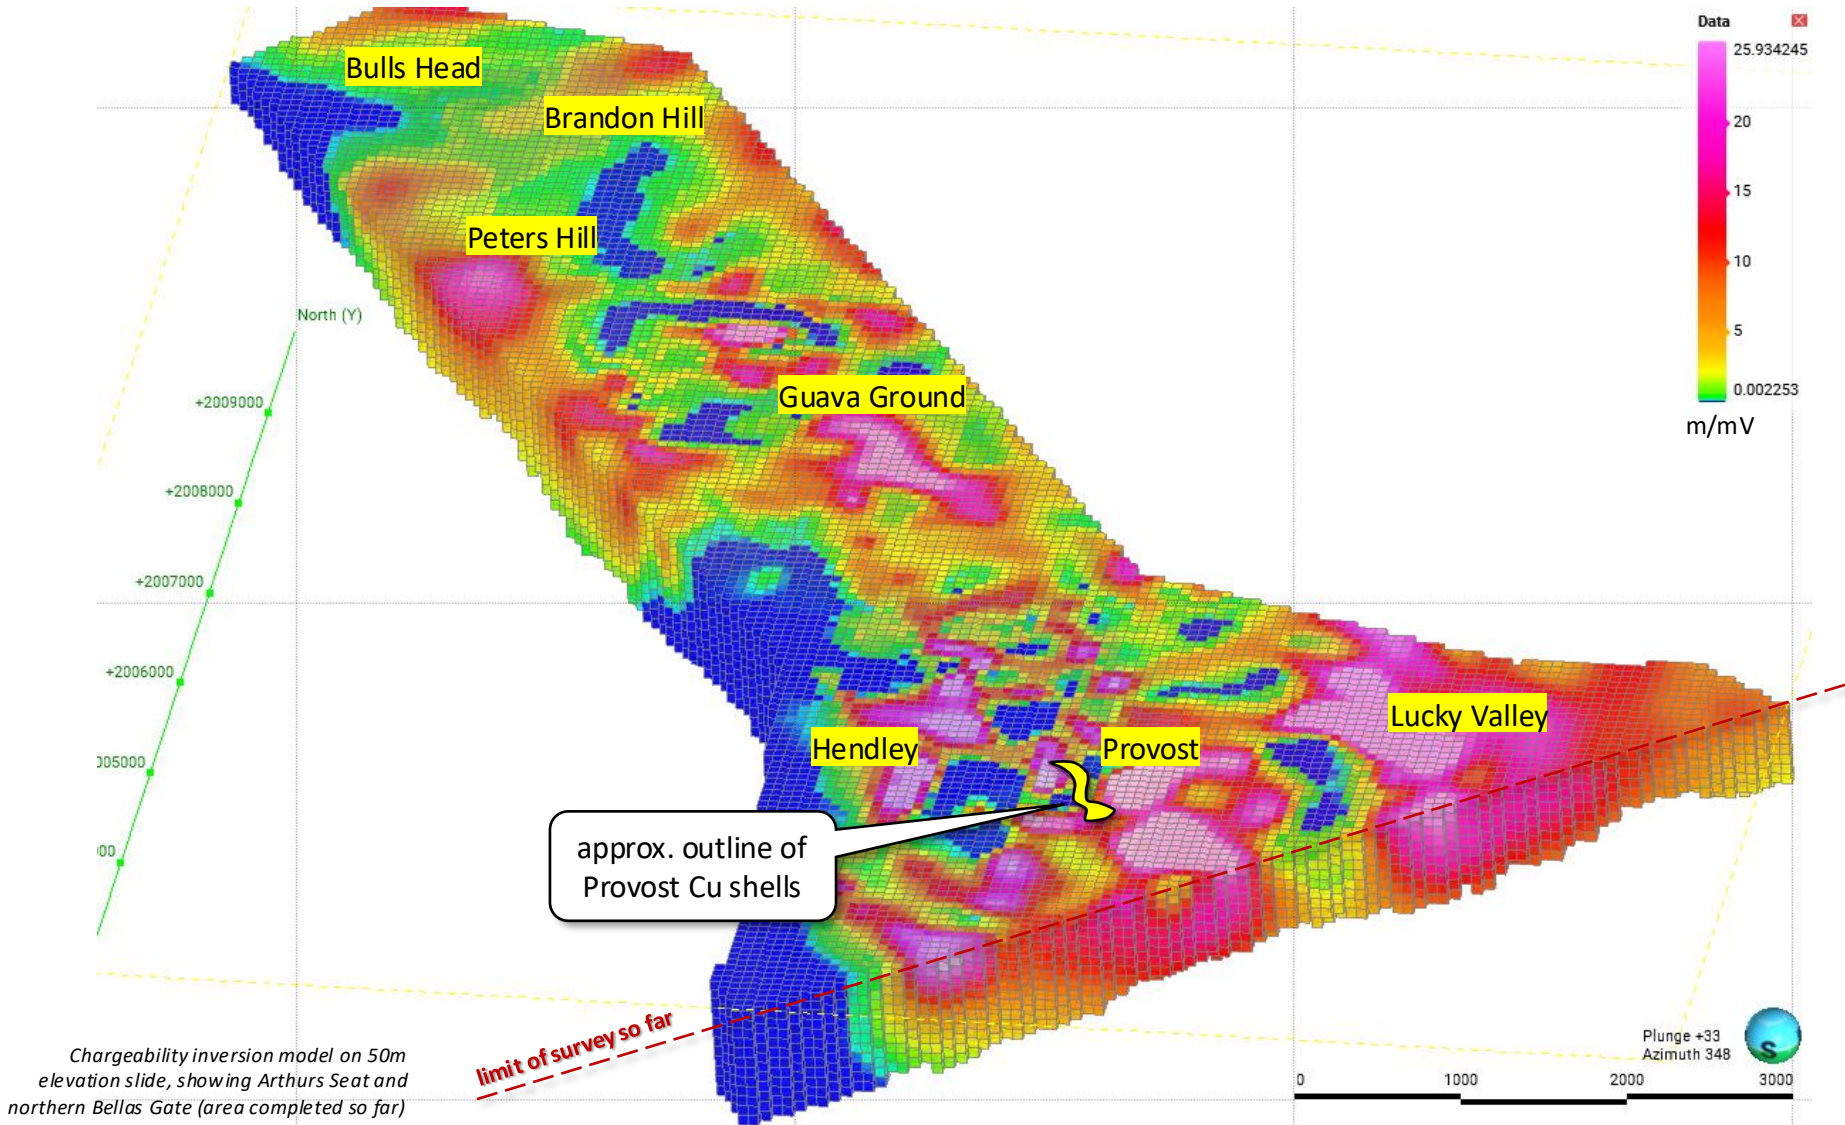 Data
25.934245
20
15
10
5
0.002253
m/mV
Bulls Head
Brandon Hill
Peters Hill
North (Y)
+2009000
+2008000
+2007000
+2006000
005000
00
Guava Ground
Lucky Valley
Hendley
Provost
approx. outline of
Provost Cu shells
limit of survey so far
Chargeability inversion model on 50m
elevation slide, showing Arthurs Seat and
northern Bellas Gate (area completed so far)
Plunge +33
Azimuth 348
S
0 1000 2000 3000